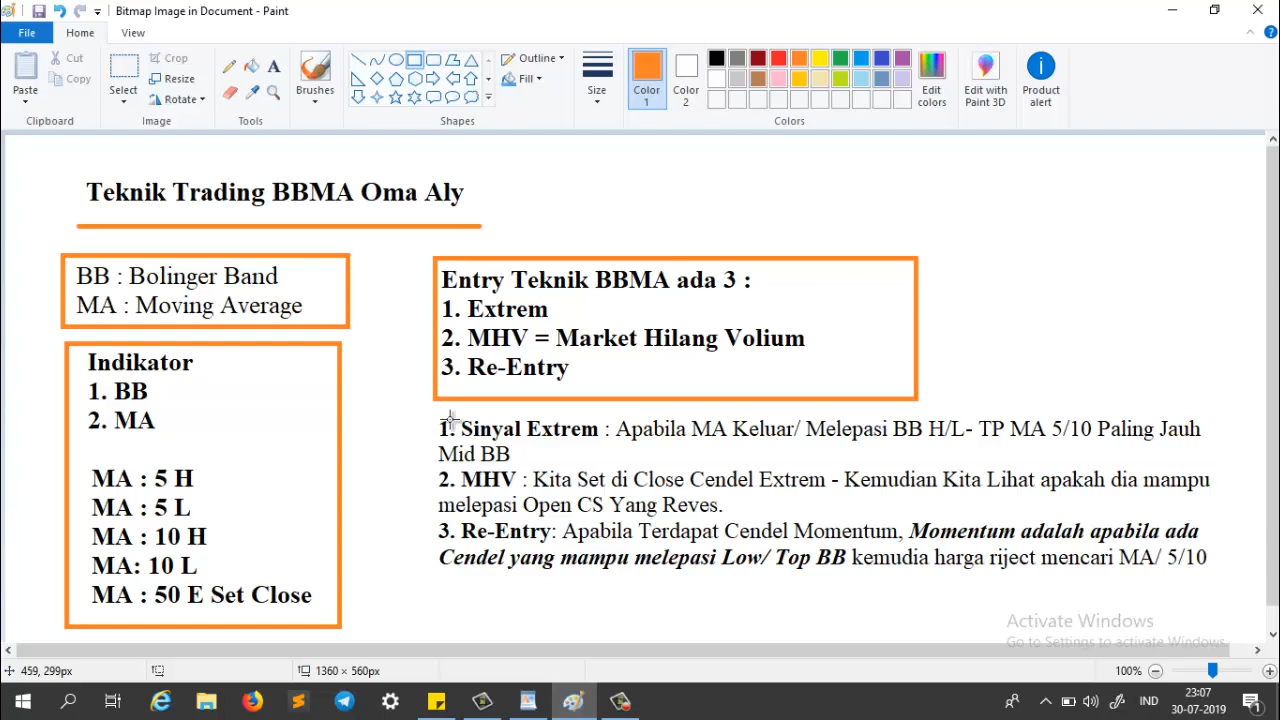 Bitmap Image in Document - Paint
File Home View
Paste
Cut
Copy
Clipboard
Select
Crop
Resize
Rotate
Image
Tools
Brushes
Outline
Fill
Shapes
Size
Color 1
Color 2
Edit colors
Colors
Edit with Paint 3D
Product alert
Teknik Trading BBMA Oma Aly
BB : Bolinger Band
MA : Moving Average
Indikator
1. BB
2. MA
MA : 5 H
MA : 5 L
MA : 10 H
MA: 10 L
MA : 50 E Set Close
Entry Teknik BBMA ada 3 :
1. Extrem
2. MHV = Market Hilang Volium
3. Re-Entry
1. Sinyal Extrem : Apabila MA Keluar/ Melepasi BB H/L- TP MA 5/10 Paling Jauh
Mid BB
2. MHV : Kita Set di Close Cendel Extrem - Kemudian Kita Lihat apakah dia mampu
melepasi Open CS Yang Reves.
3. Re-Entry: Apabila Terdapat Cendel Momentum, Momentum adalah apabila ada
Cendel yang mampu melepasi Low/ Top BB kemudia harga riject mencari MA/ 5/10
Activate Windows
Go to Settings to activate Windows.
459, 299px
1360 × 560px
100%
IND
23:07
30-07-2019